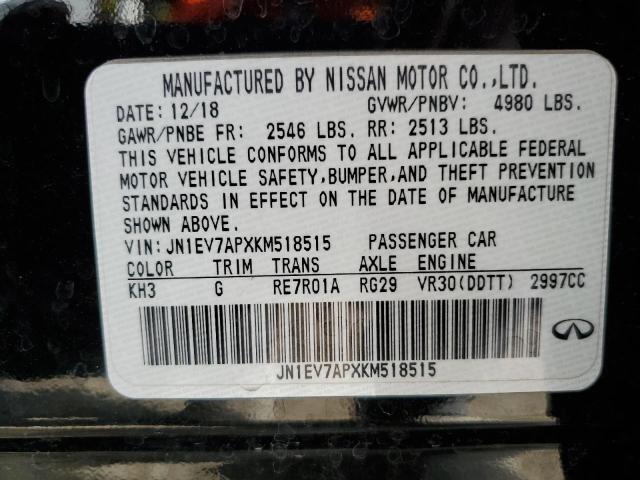 MANUFACTURED BY NISSAN MOTOR CO.,LTD.
DATE: 12/18 GVWR/PNBV: 4980 LBS.
GAWR/PNBE FR: 2546 LBS. RR: 2513 LBS.
THIS VEHICLE CONFORMS TO ALL APPLICABLE FEDERAL
MOTOR VEHICLE SAFETY,BUMPER,AND THEFT PREVENTION
STANDARDS IN EFFECT ON THE DATE OF MANUFACTURE
SHOWN ABOVE.
VIN: JN1EV7APXKM518515 PASSENGER CAR
COLOR TRIM TRANS AXLE ENGINE
KH3 G RE7R01A RG29 VR30(DDTT) 2997CC
JN1EV7APXKM518515